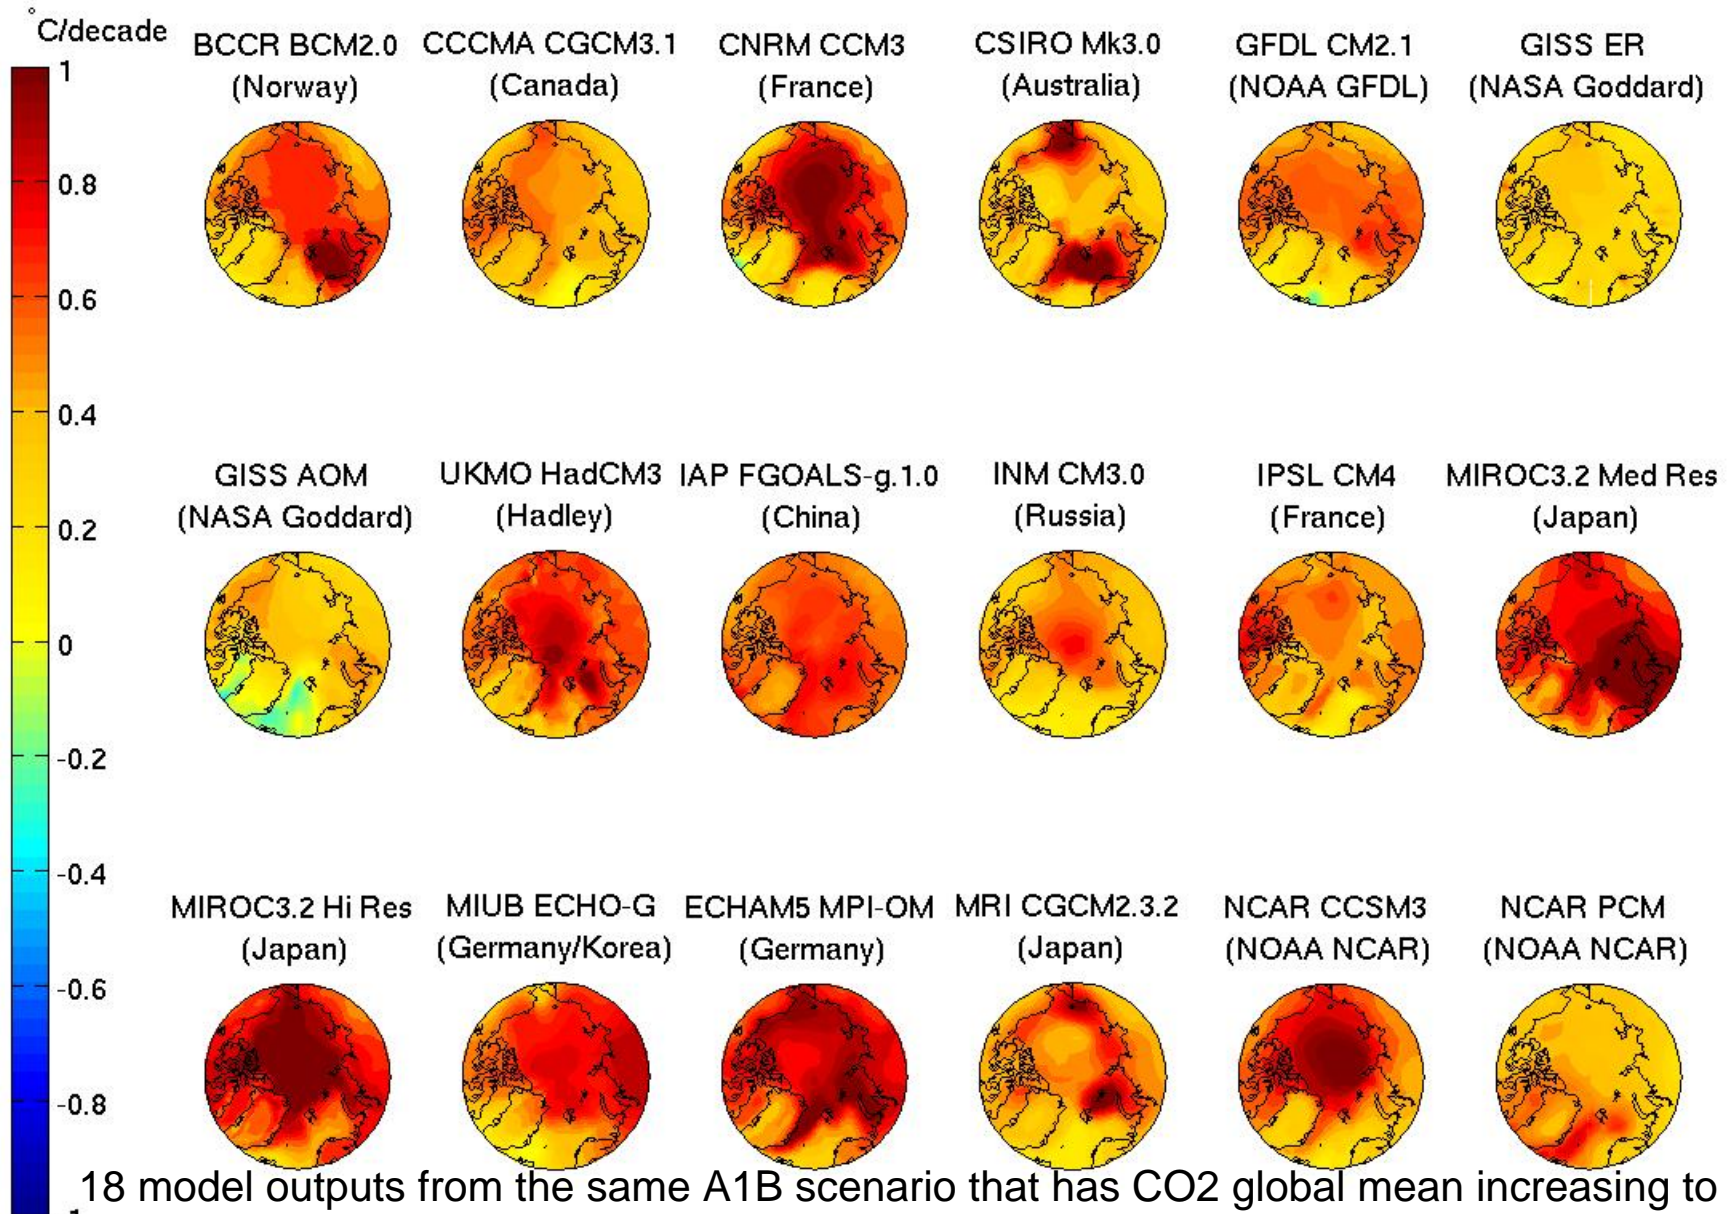 °C/decade
BCCR BCM2.0
(Norway)
CCCMA CGCM3.1
(Canada)
CNRM CCM3
(France)
CSIRO Mk3.0
(Australia)
GFDL CM2.1
(NOAA GFDL)
GISS ER
(NASA Goddard)
1
0.8
0.6
0.4
0.2
0
-0.2
-0.4
-0.6
-0.8
-1
GISS AOM
(NASA Goddard)
UKMO HadCM3
(Hadley)
IAP FGOALS-g.1.0
(China)
INM CM3.0
(Russia)
IPSL CM4
(France)
MIROC3.2 Med Res
(Japan)
MIROC3.2 Hi Res
(Japan)
MIUB ECHO-G
(Germany/Korea)
ECHAM5 MPI-OM
(Germany)
MRI CGCM2.3.2
(Japan)
NCAR CCSM3
(NOAA NCAR)
NCAR PCM
(NOAA NCAR)
18 model outputs from the same A1B scenario that has CO2 global mean increasing to